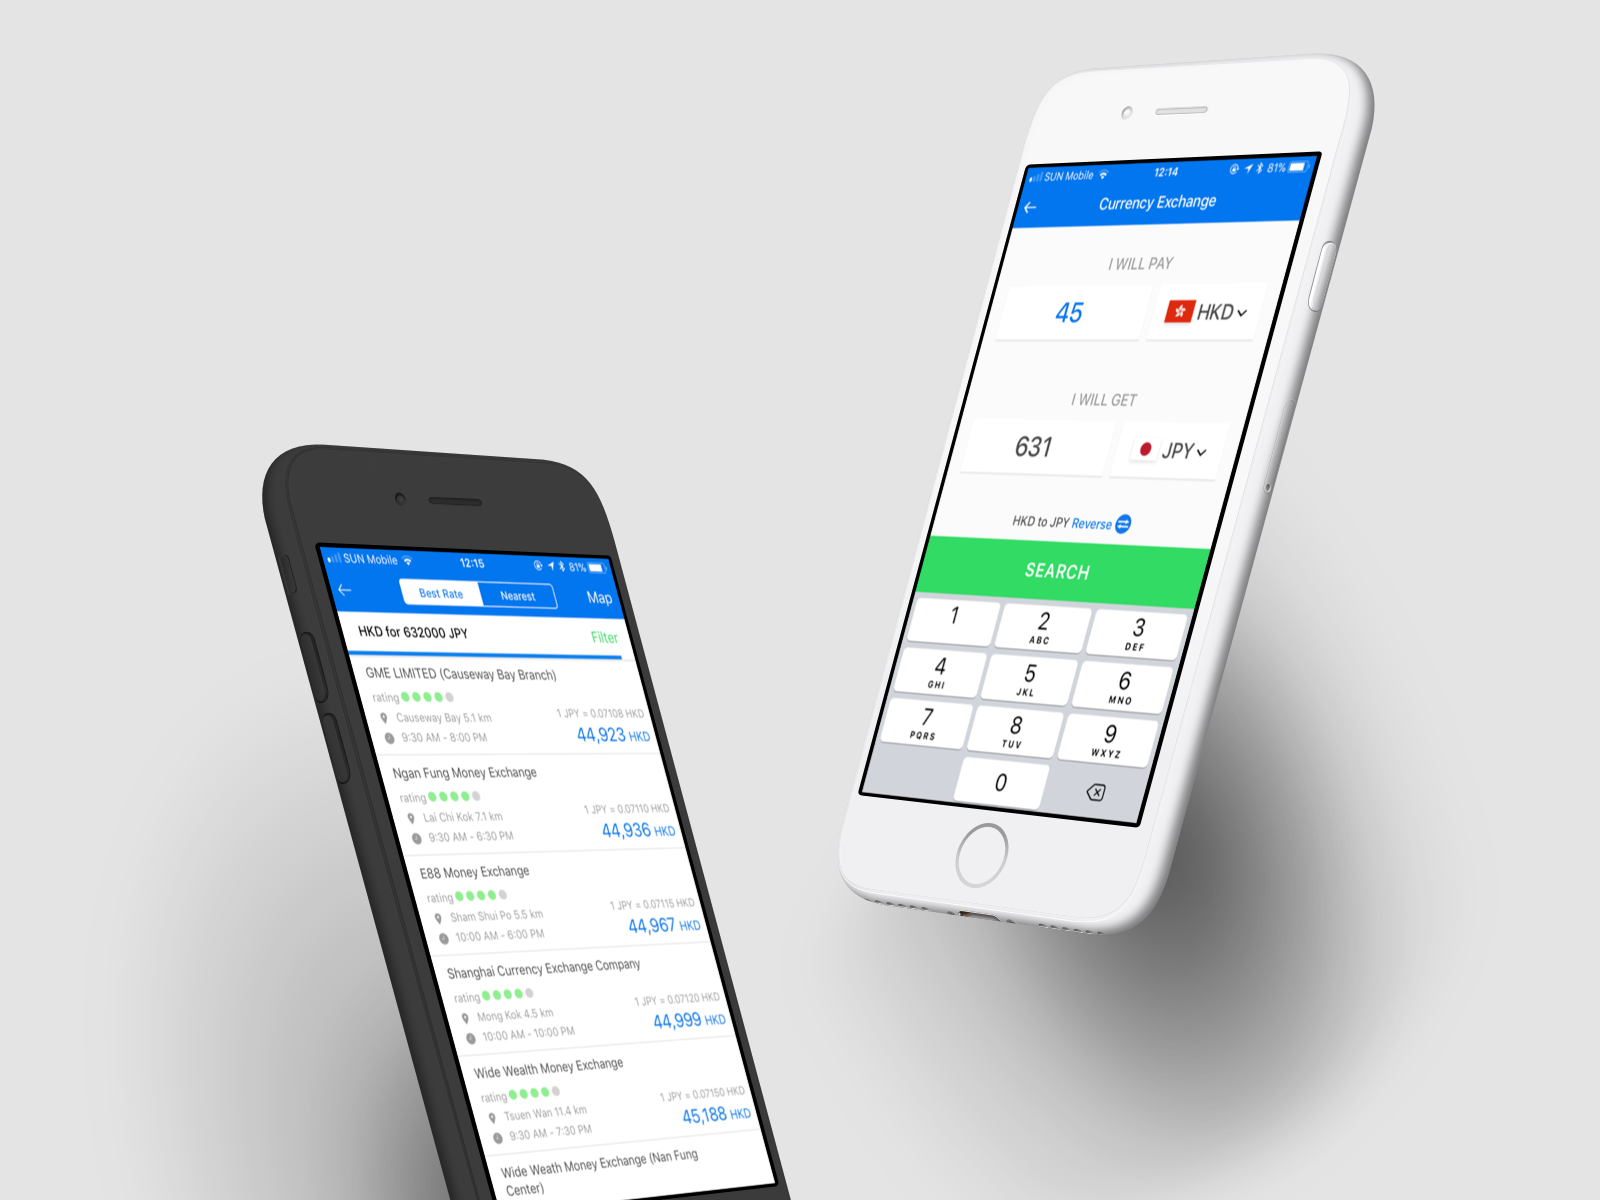 SUN Mobile 12:14 81%
Currency Exchange
I WILL PAY
45 HKD
I WILL GET
631 JPY
HKD to JPY Reverse
SEARCH
1 2 3
ABC DEF
4 5 6
GHI JKL MNO
7 8 9
PQRS TUV WXYZ
0
SUN Mobile 12:15 81%
Best Rate Nearest Map
HKD for 632000 JPY Filter
GME LIMITED (Causeway Bay Branch)
rating
Causeway Bay 5.1 km 1 JPY = 0.07108 HKD
9:30 AM - 8:00 PM 44,923 HKD
Ngan Fung Money Exchange
rating
Lai Chi Kok 7.1 km 1 JPY = 0.07110 HKD
9:30 AM - 6:30 PM 44,936 HKD
E88 Money Exchange
rating
Sham Shui Po 5.5 km 1 JPY = 0.07115 HKD
10:00 AM - 6:00 PM 44,967 HKD
Shanghai Currency Exchange Company
rating
Mong Kok 4.5 km 1 JPY = 0.07120 HKD
10:00 AM - 10:00 PM 44,999 HKD
Wide Wealth Money Exchange
rating
Tsuen Wan 11.4 km 1 JPY = 0.07150 HKD
9:30 AM - 7:30 PM 45,188 HKD
Wide Weath Money Exchange (Nan Fung
Center)